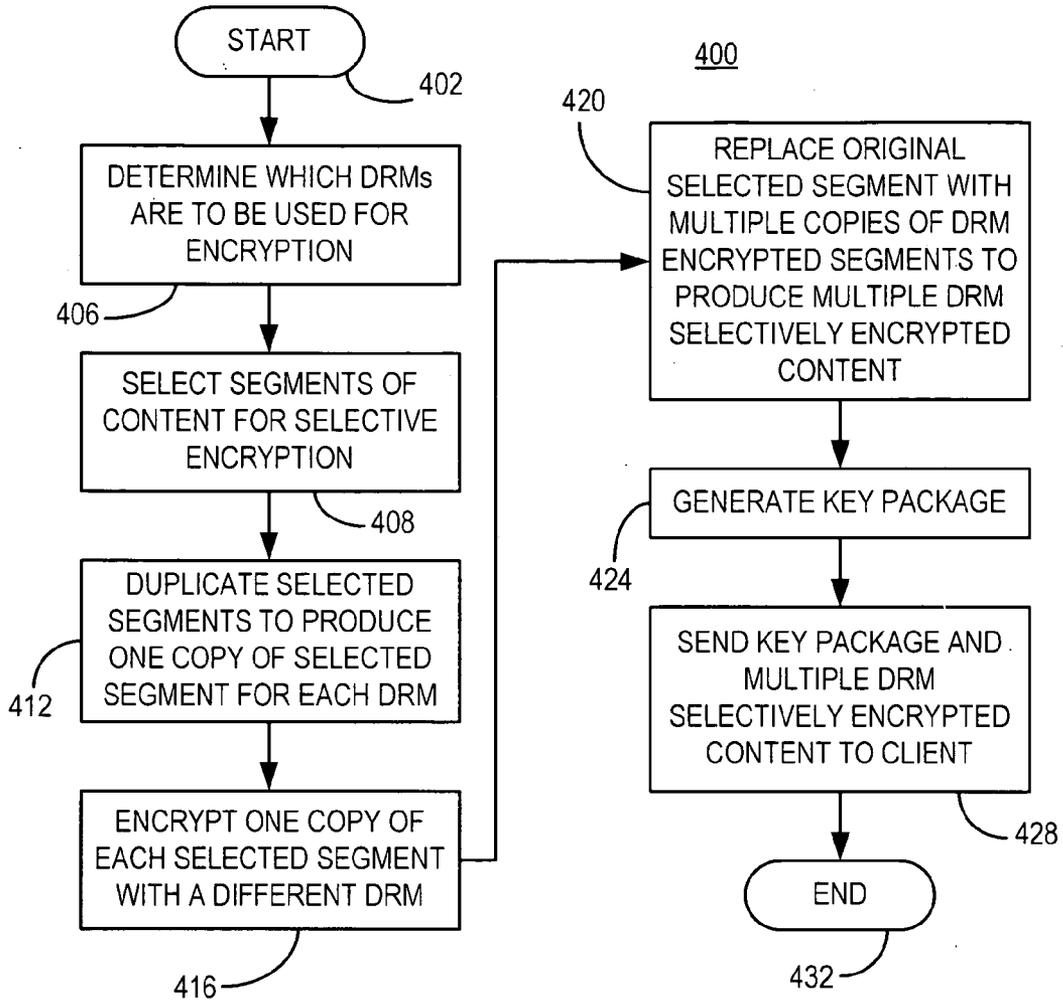 START
402
DETERMINE WHICH DRMs
ARE TO BE USED FOR
ENCRYPTION
406
SELECT SEGMENTS OF
CONTENT FOR SELECTIVE
ENCRYPTION
408
DUPLICATE SELECTED
SEGMENTS TO PRODUCE
ONE COPY OF SELECTED
SEGMENT FOR EACH DRM
412
ENCRYPT ONE COPY OF
EACH SELECTED SEGMENT
WITH A DIFFERENT DRM
416
400
420
REPLACE ORIGINAL
SELECTED SEGMENT WITH
MULTIPLE COPIES OF DRM
ENCRYPTED SEGMENTS TO
PRODUCE MULTIPLE DRM
SELECTIVELY ENCRYPTED
CONTENT
GENERATE KEY PACKAGE
424
SEND KEY PACKAGE AND
MULTIPLE DRM
SELECTIVELY ENCRYPTED
CONTENT TO CLIENT
428
END
432